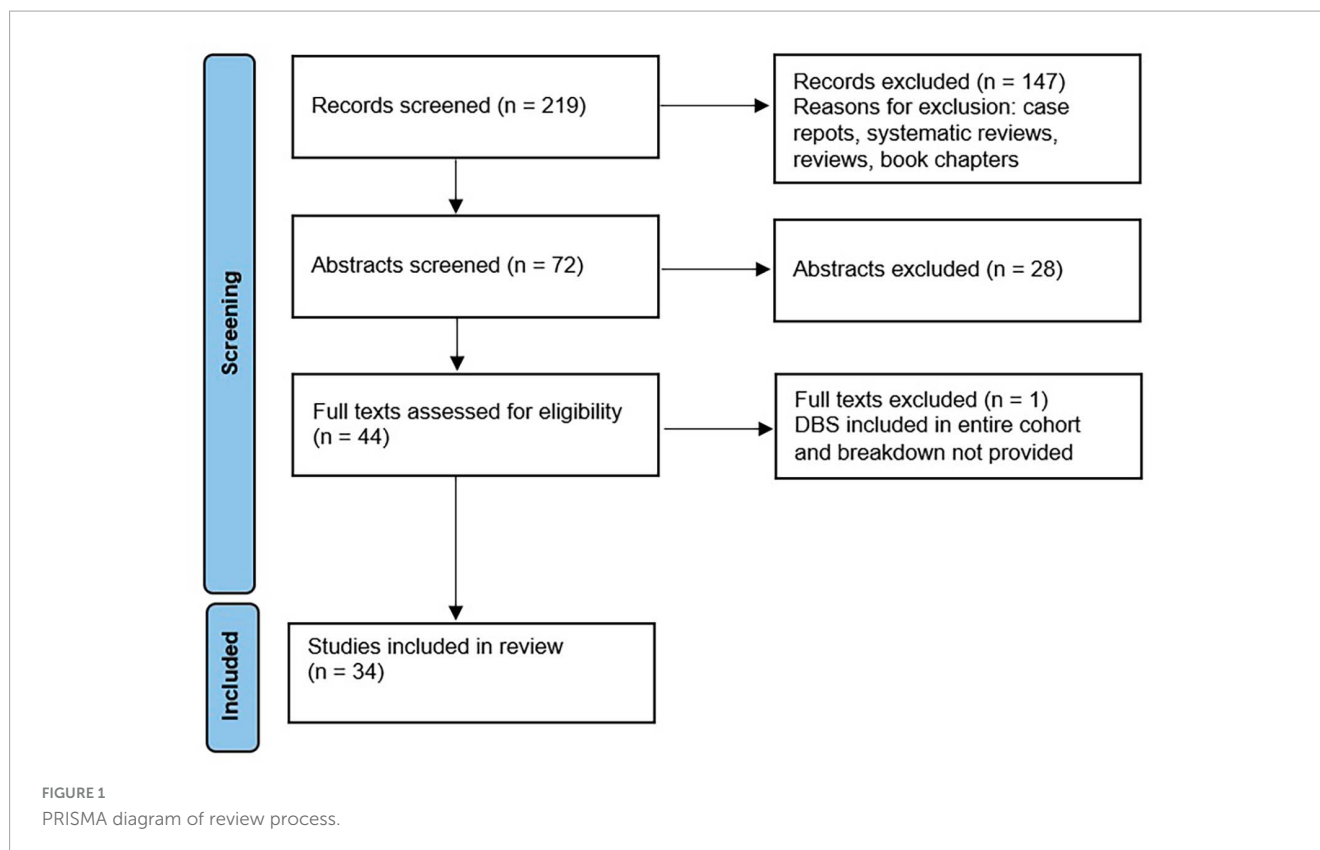 Screening
Records screened (n = 219)
Records excluded (n = 147)
Reasons for exclusion: case
repots, systematic reviews,
reviews, book chapters
Abstracts screened (n = 72)
Abstracts excluded (n = 28)
Full texts assessed for eligibility
(n = 44)
Full texts excluded (n = 1)
DBS included in entire cohort
and breakdown not provided
Included
Studies included in review
(n = 34)
FIGURE 1
PRISMA diagram of review process.